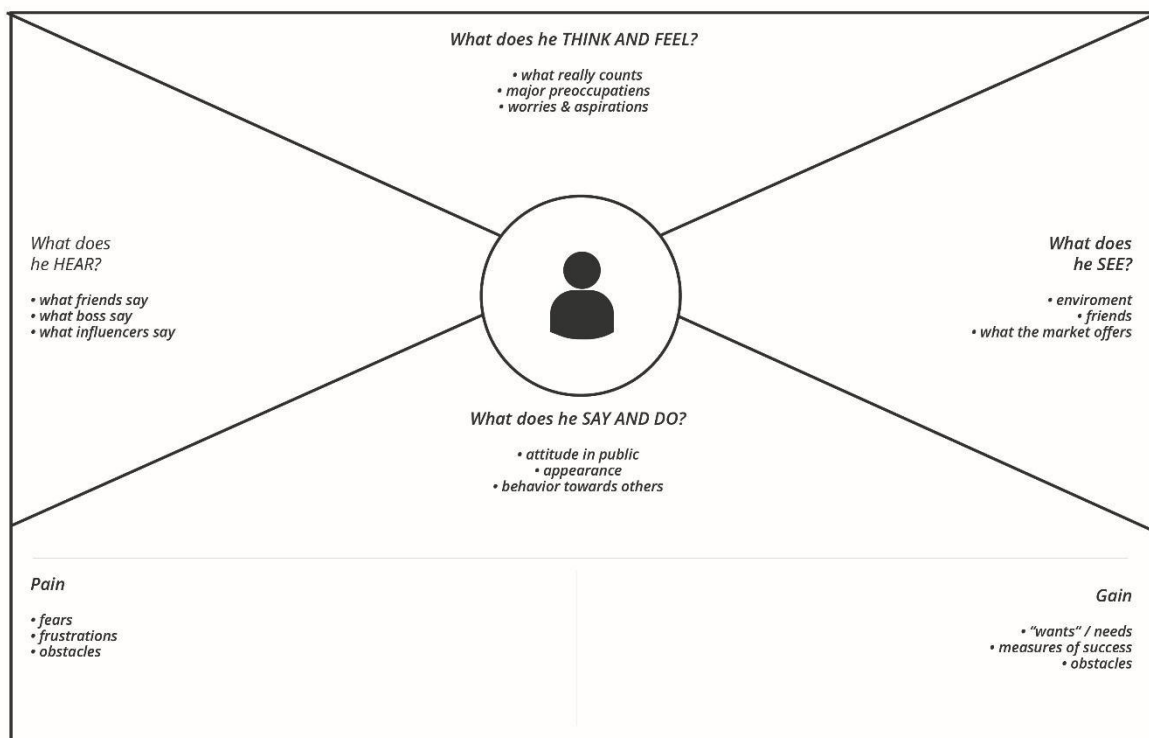 What does he THINK AND FEEL?
• what really counts
• major preoccupatiens
• worries & aspirations
What does
he HEAR?
• what friends say
• what boss say
• what influencers say
What does
he SEE?
• enviroment
• friends
• what the market offers
What does he SAY AND DO?
• attitude in public
• appearance
• behavior towards others
Pain
• fears
• frustrations
• obstacles
Gain
• “wants” / needs
• measures of success
• obstacles